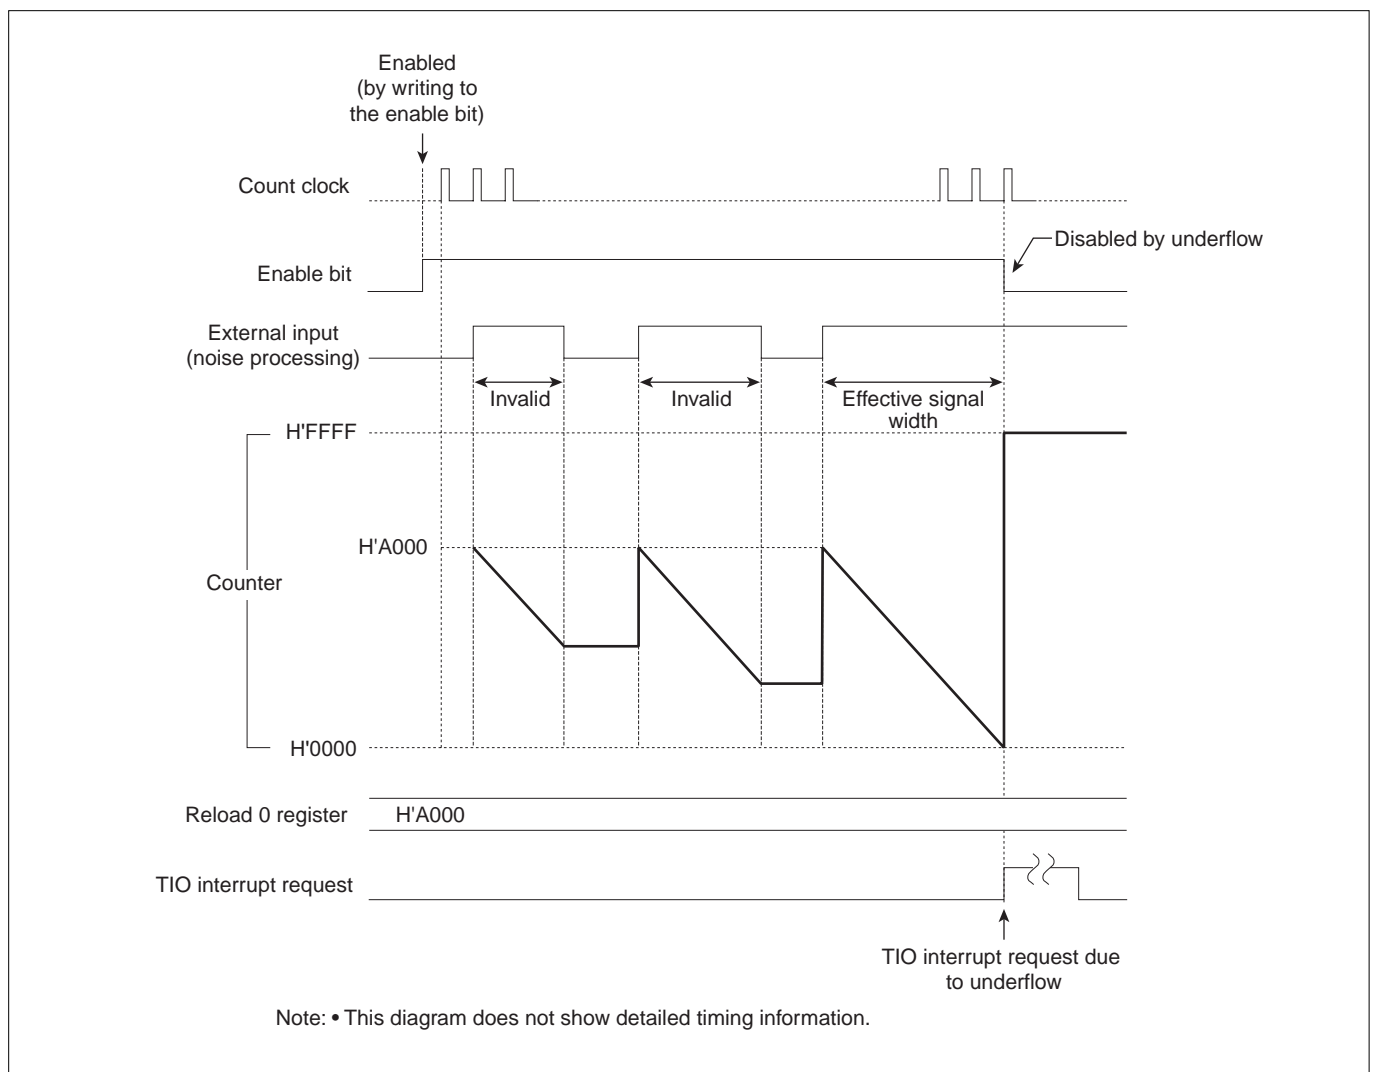 Enabled
(by writing to
the enable bit)
Count clock
Disabled by underflow
Enable bit
External input
(noise processing)
Invalid
Invalid
Effective signal
width
H'FFFF
H'A000
Counter
H'0000
Reload 0 register
H'A000
TIO interrupt request
TIO interrupt request due
to underflow
Note: • This diagram does not show detailed timing information.